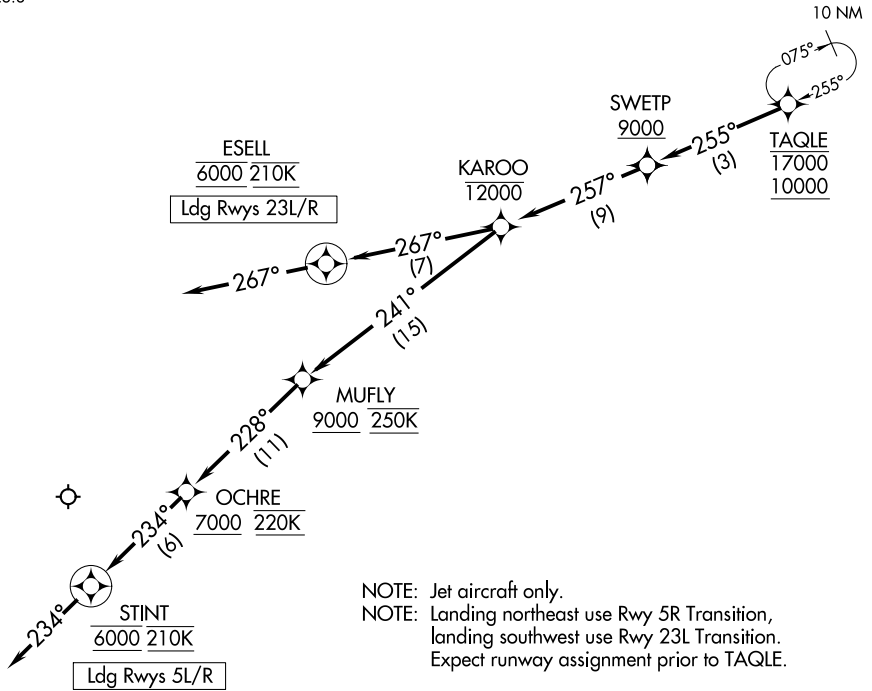 10 NM
075°
255°
SWETP
9000
255°
(3)
TAQLE
17000
10000
ESELL
6000 210K
Ldg Rwys 23L/R
KAROO
12000
257°
(9)
267°
(7)
267°
241°
(15)
MUFLY
9000 250K
228°
(11)
OCHRE
7000 220K
234°
(6)
STINT
6000 210K
234°
Ldg Rwys 5L/R
NOTE: Jet aircraft only.
NOTE: Landing northeast use Rwy 5R Transition,
landing southwest use Rwy 23L Transition.
Expect runway assignment prior to TAQLE.